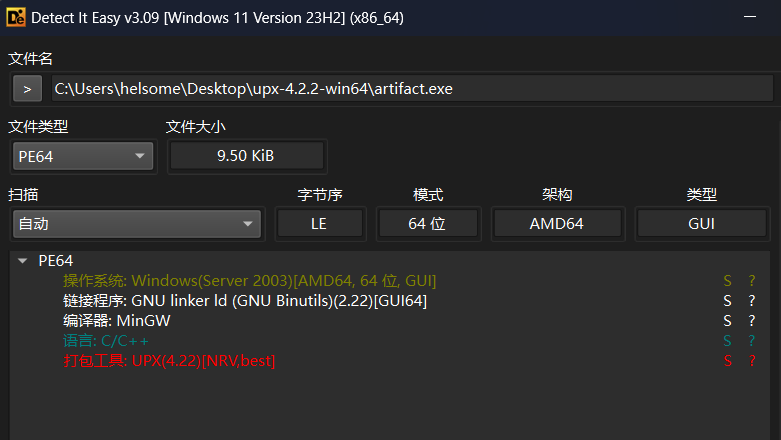 Detect It Easy v3.09 [Windows 11 Version 23H2] (x86_64)
文件名
> C:\Users\helsome\Desktop\upx-4.2.2-win64\artifact.exe
文件类型 文件大小
PE64 9.50 KiB
扫描 字节序 模式 架构 类型
自动 LE 64 位 AMD64 GUI
PE64
操作系统: Windows(Server 2003)[AMD64, 64 位, GUI] S ?
链接程序: GNU linker ld (GNU Binutils)(2.22)[GUI64] S ?
编译器: MinGW S ?
语言: C/C++ S ?
打包工具: UPX(4.22)[NRV,best] S ?